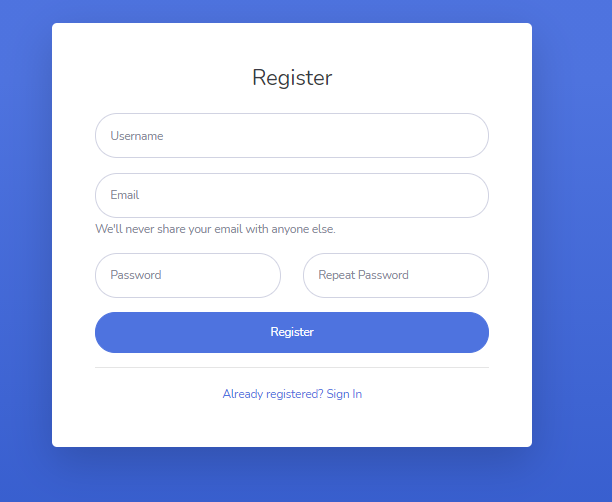 Register
Username
Email
We'll never share your email with anyone else.
Password Repeat Password
Register
Already registered? Sign In